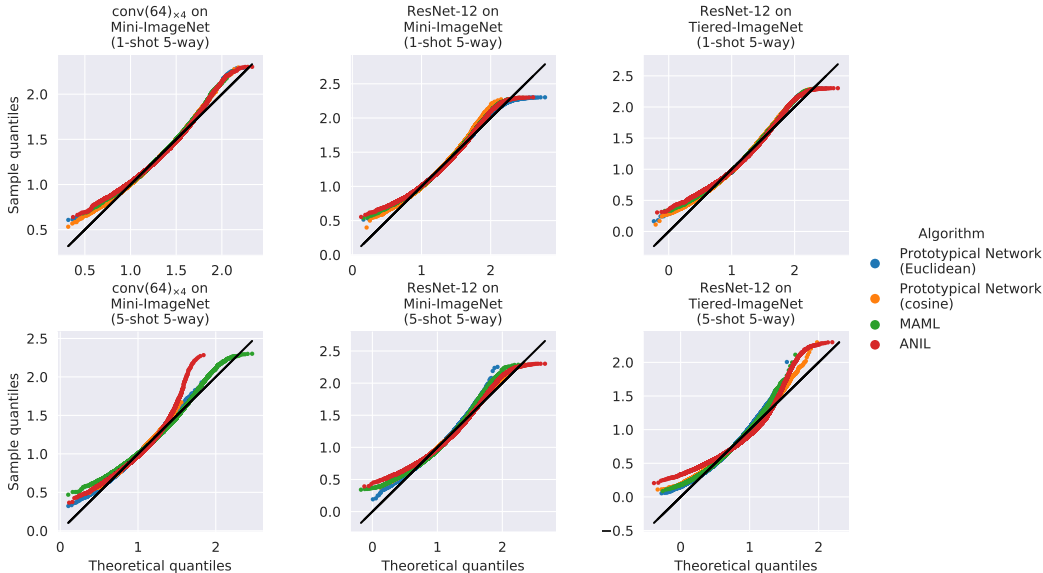 conv(64)×4 on
Mini-ImageNet
(1-shot 5-way)
ResNet-12 on
Mini-ImageNet
(1-shot 5-way)
ResNet-12 on
Tiered-ImageNet
(1-shot 5-way)
Sample quantiles
2.0
1.5
1.0
0.5
0.5
1.0
1.5
2.0
2.5
2.0
1.5
1.0
0.5
0.0
0
1
2
2.5
2.0
1.5
1.0
0.5
0.0
0
1
2
conv(64)×4 on
Mini-ImageNet
(5-shot 5-way)
ResNet-12 on
Mini-ImageNet
(5-shot 5-way)
ResNet-12 on
Tiered-ImageNet
(5-shot 5-way)
Sample quantiles
2.5
2.0
1.5
1.0
0.5
0.0
0
1
2
Theoretical quantiles
2.5
2.0
1.5
1.0
0.5
0.0
0
1
2
Theoretical quantiles
2.0
1.5
1.0
0.5
0.0
−0.5
0
1
2
Theoretical quantiles
Algorithm
Prototypical Network
(Euclidean)
Prototypical Network
(cosine)
MAML
ANIL